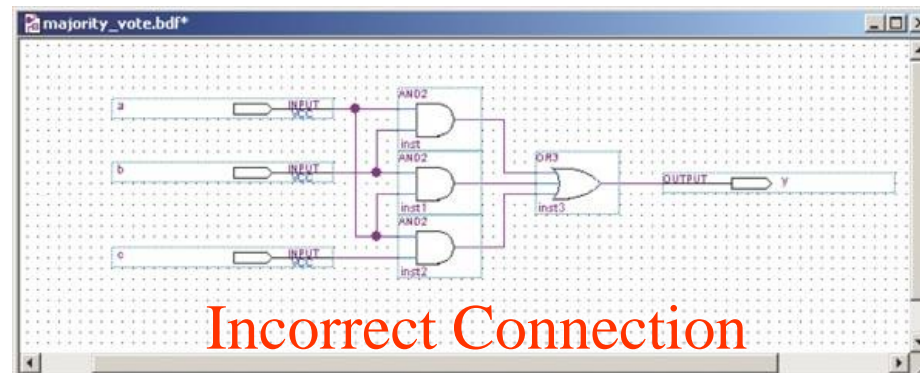 majority_vote.bdf*
AND2
a INPUT
VCC
inst
AND2
OR3
b INPUT
VCC
OUTPUT y
inst1
inst3
AND2
c INPUT
VCC
inst2
Incorrect Connection